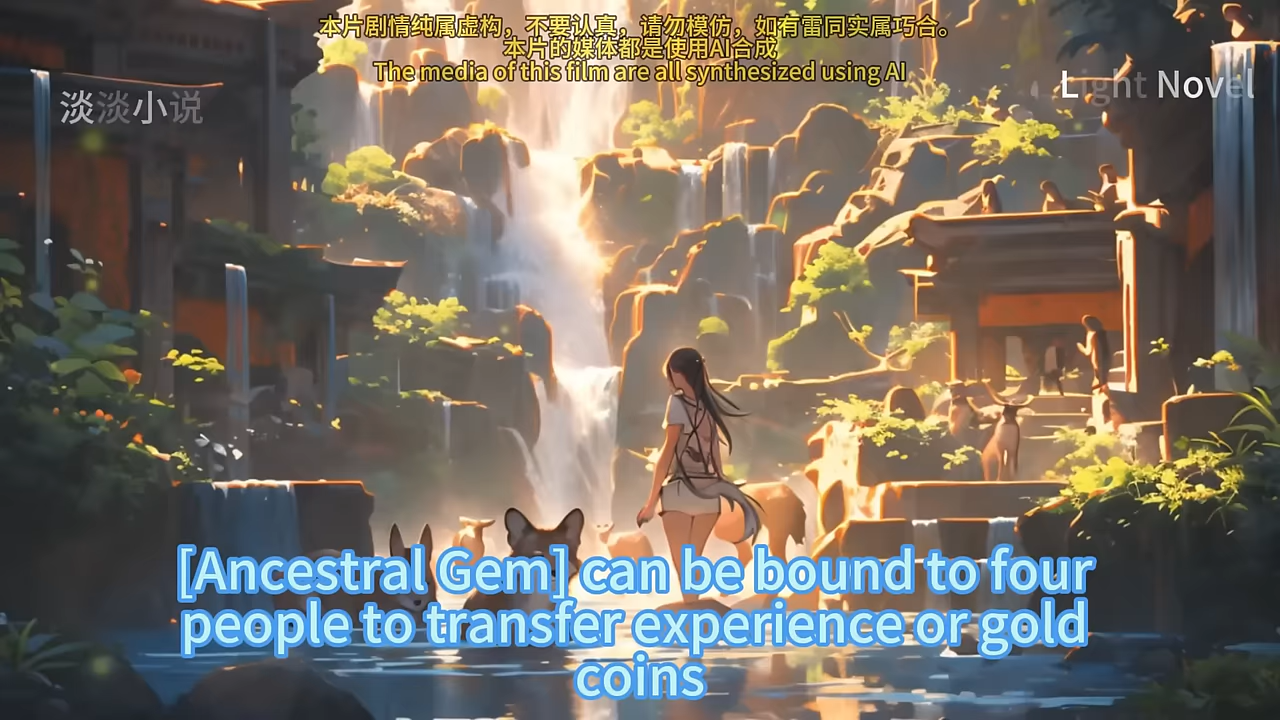 本片剧情纯属虚构，不要认真，请勿模仿，如有雷同实属巧合。
本片的媒体都是使用AI合成
The media of this film are all synthesized using AI
淡淡小说
Light Novel
[Ancestral Gem] can be bound to four
people to transfer experience or gold
coins